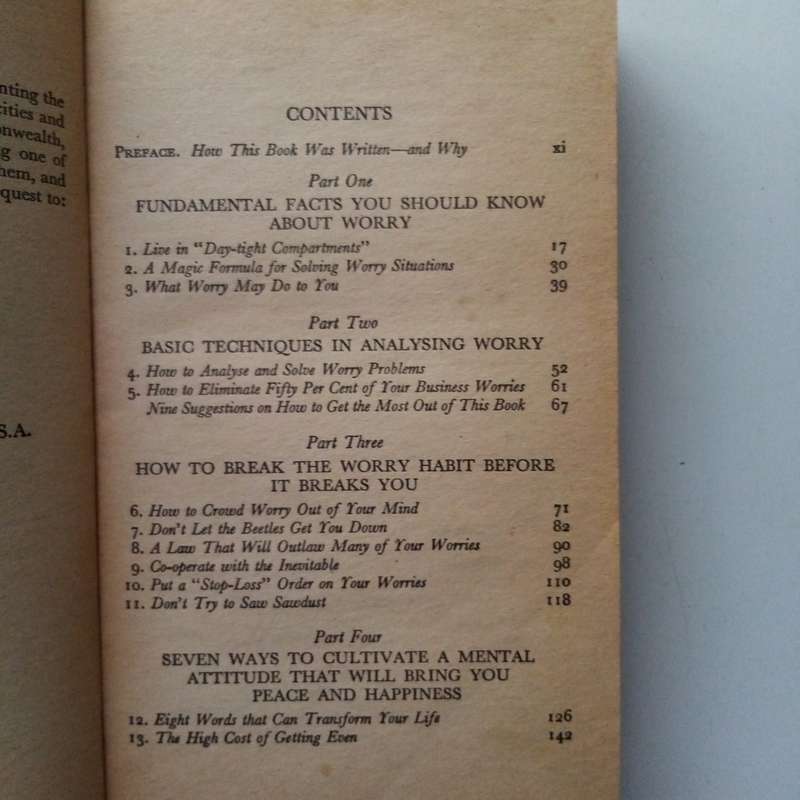 nting the
cities and
nwealth,
g one of
hem, and
quest to:
S.A.
CONTENTS
PREFACE. How This Book Was Written—and Why xi
Part One
FUNDAMENTAL FACTS YOU SHOULD KNOW
ABOUT WORRY
1. Live in "Day-tight Compartments" 17
2. A Magic Formula for Solving Worry Situations 30
3. What Worry May Do to You 39
Part Two
BASIC TECHNIQUES IN ANALYSING WORRY
4. How to Analyse and Solve Worry Problems 52
5. How to Eliminate Fifty Per Cent of Your Business Worries 61
Nine Suggestions on How to Get the Most Out of This Book 67
Part Three
HOW TO BREAK THE WORRY HABIT BEFORE
IT BREAKS YOU
6. How to Crowd Worry Out of Your Mind 71
7. Don't Let the Beetles Get You Down 82
8. A Law That Will Outlaw Many of Your Worries 90
9. Co-operate with the Inevitable 98
10. Put a "Stop-Loss" Order on Your Worries 110
11. Don't Try to Saw Sawdust 118
Part Four
SEVEN WAYS TO CULTIVATE A MENTAL
ATTITUDE THAT WILL BRING YOU
PEACE AND HAPPINESS
12. Eight Words that Can Transform Your Life 126
13. The High Cost of Getting Even 142